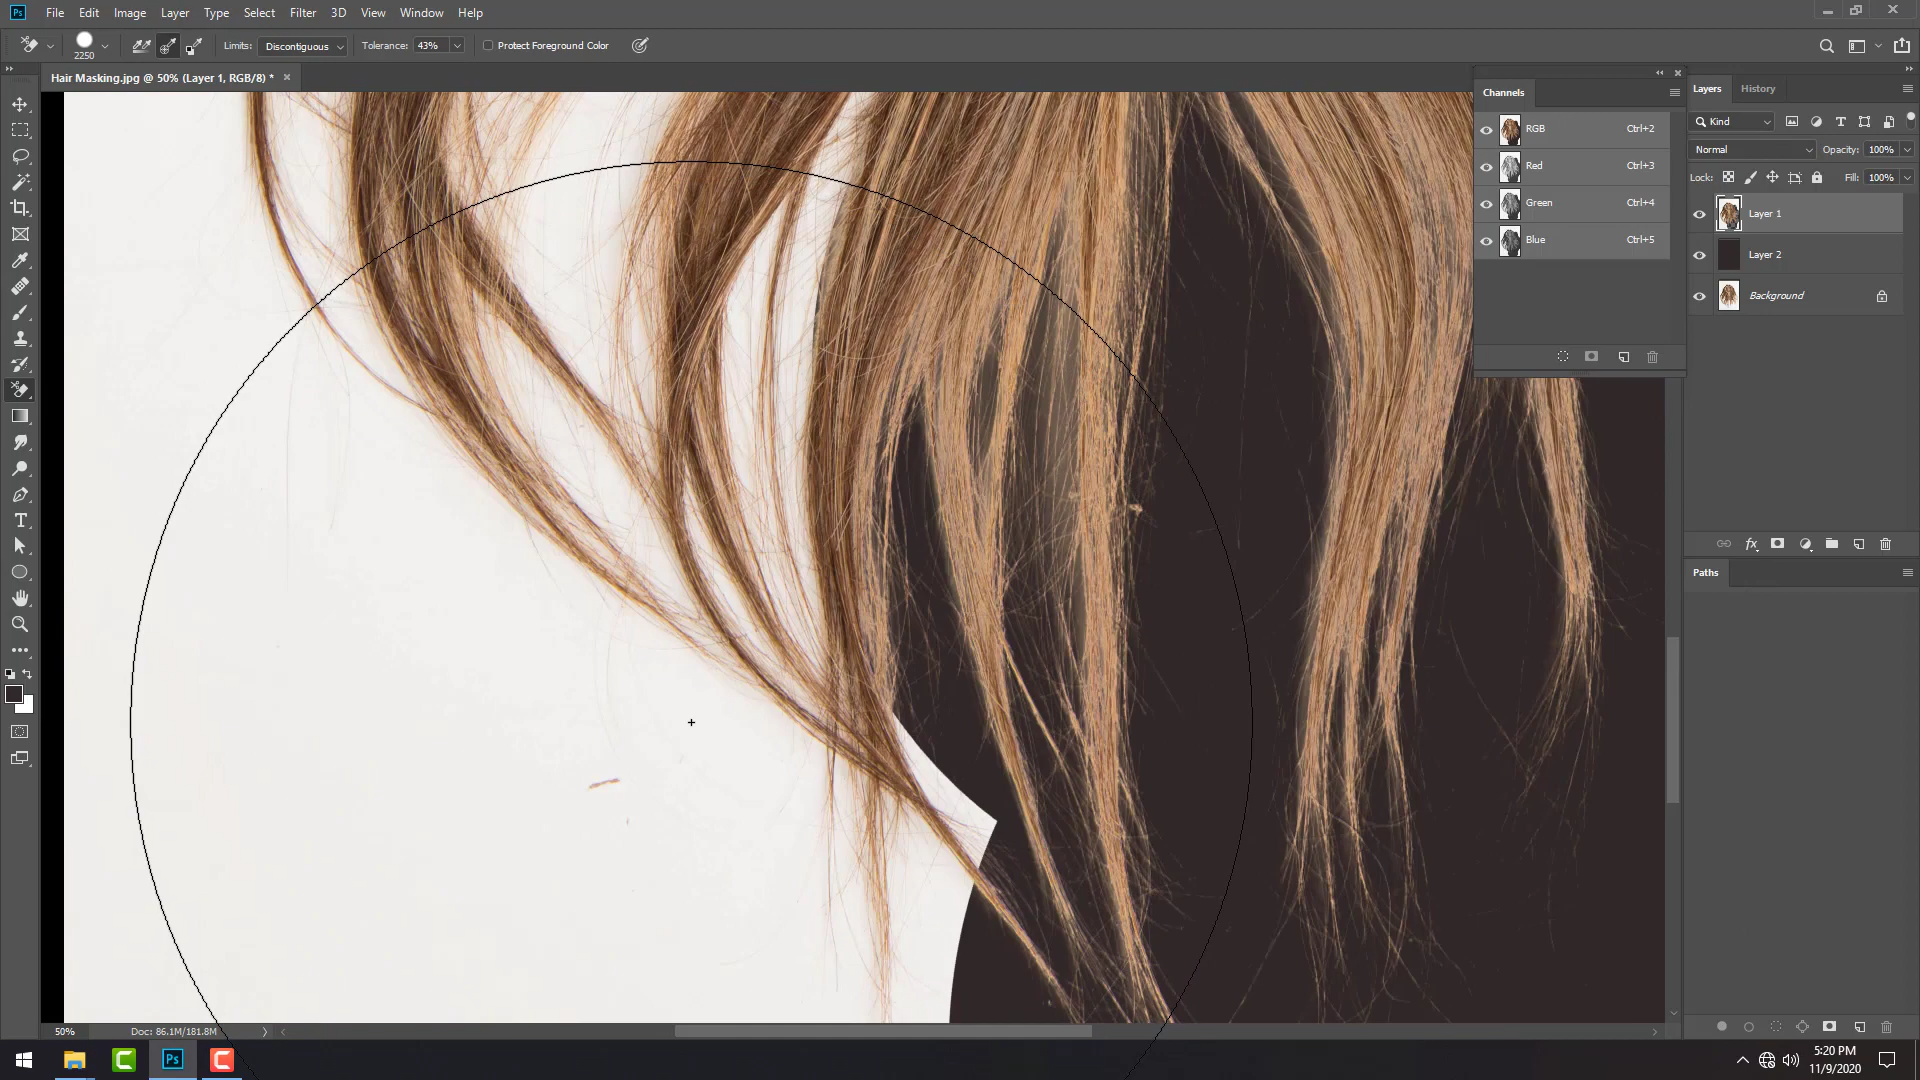 Ps File Edit Image Layer Type Select Filter 3D View Window Help
2250 Limits: Discontiguous Tolerance: 43% Protect Foreground Color
Hair Masking.jpg @ 50% (Layer 1, RGB/8) *
Channels
RGB Ctrl+2
Red Ctrl+3
Green Ctrl+4
Blue Ctrl+5
Layers History
Kind
Normal Opacity: 100%
Lock: Fill: 100%
Layer 1
Layer 2
Background
fx
Paths
50% Doc: 86.1M/181.8M
C Ps C
5:20 PM
11/9/2020